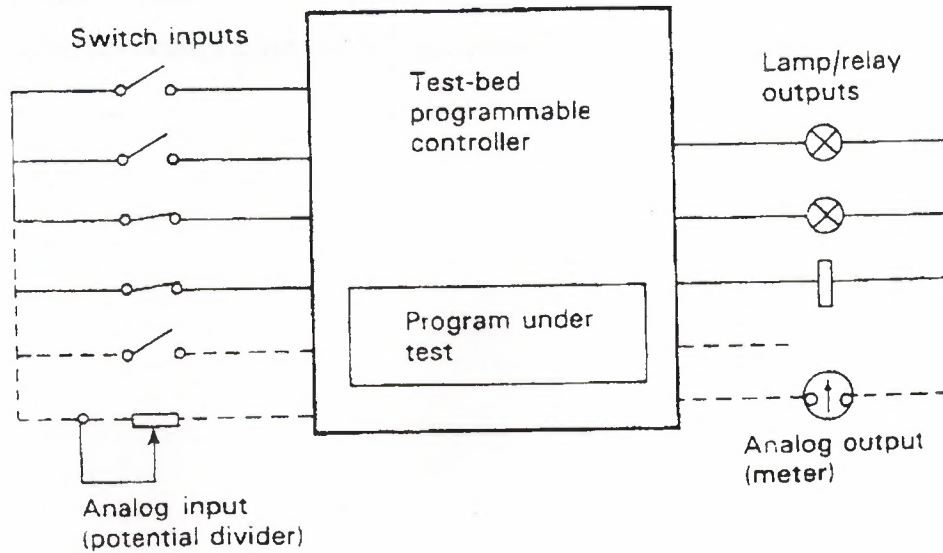 Switch inputs
Test-bed
programmable
controller
Lamp/relay
outputs
Program under
test
Analog output
(meter)
Analog input
(potential divider)